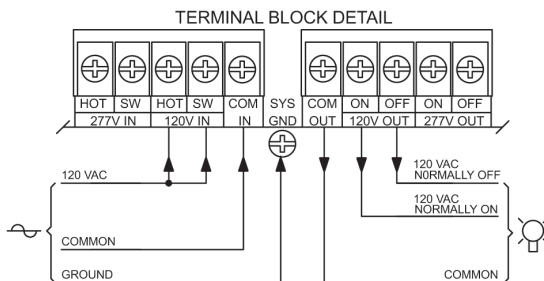 TERMINAL BLOCK DETAIL
HOT SW HOT SW COM SYS COM ON OFF ON OFF
277V IN 120V IN IN GND OUT 120V OUT 277V OUT
120 VAC
120 VAC
N0RMALLY OFF
120 VAC
NORMALLY ON
COMMON
GROUND
COMMON